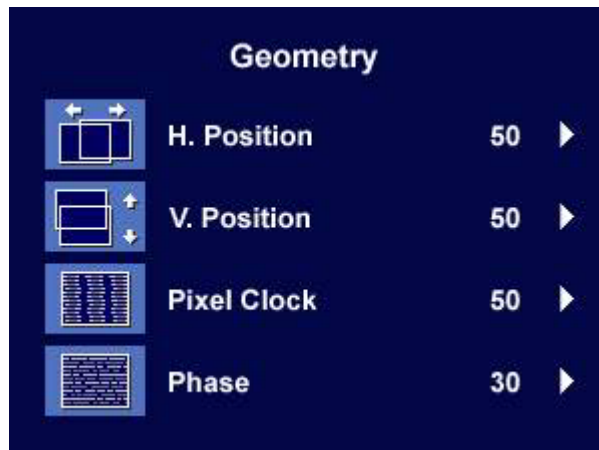 Geometry
H. Position 50
V. Position 50
Pixel Clock 50
Phase 30